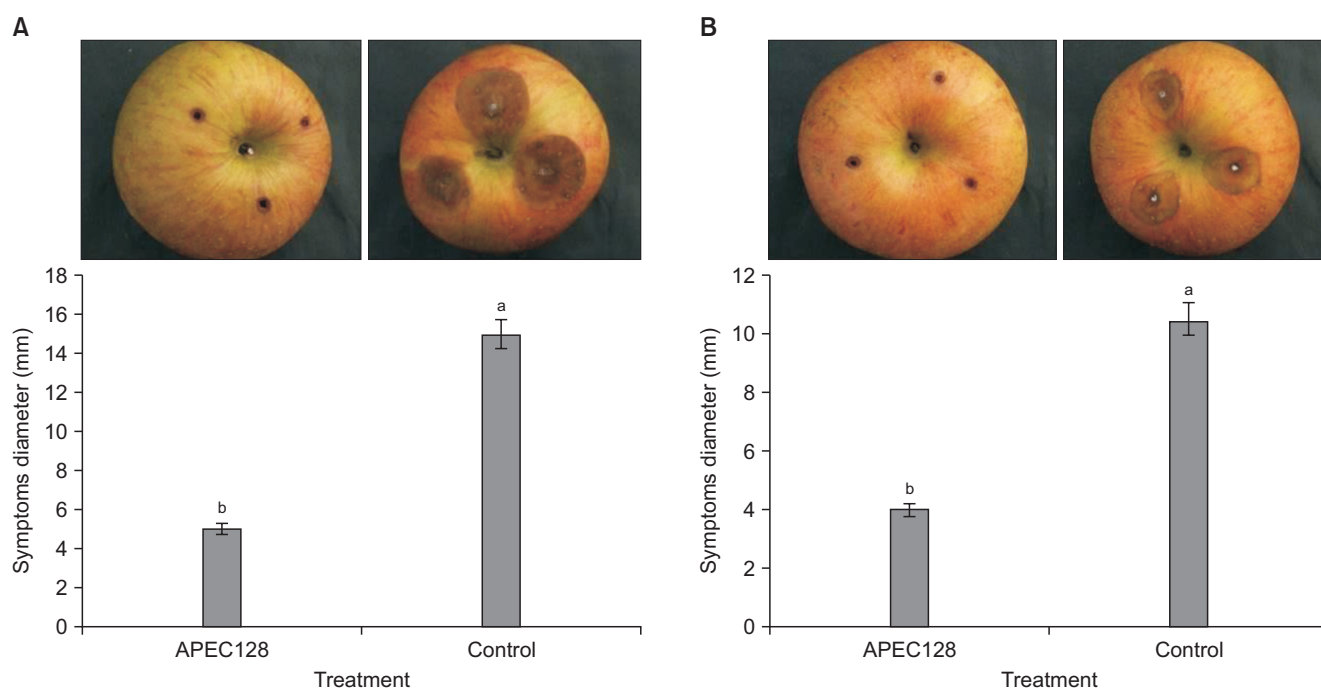 A
B
18
16
14
12
10
8
6
4
2
0
Symptoms diameter (mm)
b
a
APEC128 Control
Treatment
12
10
8
6
4
2
0
Symptoms diameter (mm)
b
a
APEC128 Control
Treatment